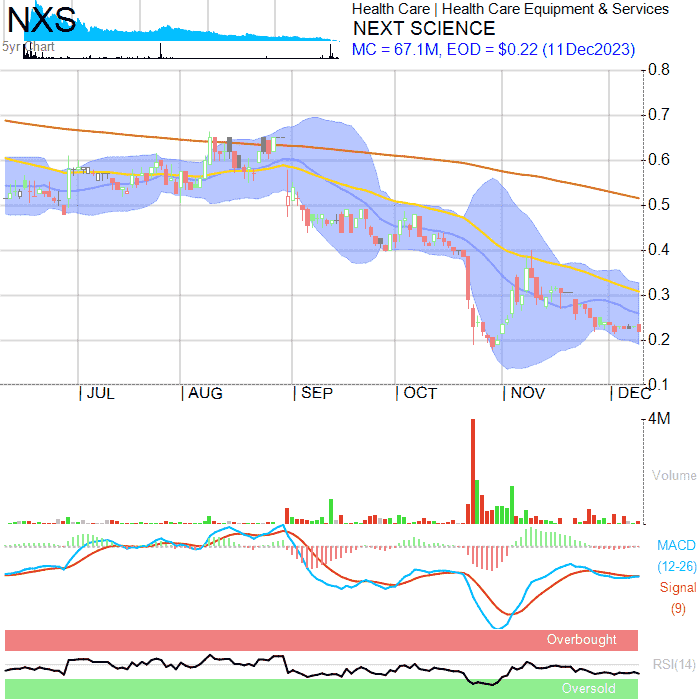 NXS
5yr Chart
Health Care | Health Care Equipment & Services
NEXT SCIENCE
MC = 67.1M, EOD = $0.22 (11Dec2023)
0.8
0.7
0.6
0.5
0.4
0.3
0.2
0.1
JUL AUG SEP OCT NOV DEC
4M
Volume
MACD
(12-26)
Signal
(9)
Overbought
RSI(14)
Oversold